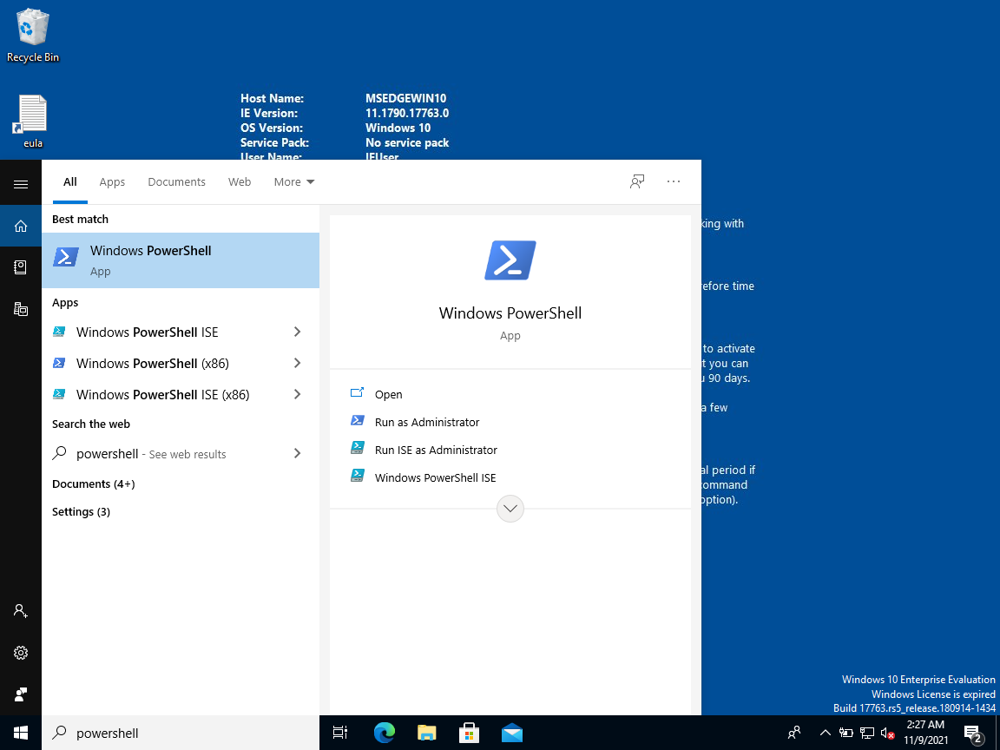 Recycle Bin
eula
Host Name: MSEDGEWIN10
IE Version: 11.1790.17763.0
OS Version: Windows 10
Service Pack: No service pack
User Name: IEUser
All Apps Documents Web More
Best match
Windows PowerShell
App
Apps
Windows PowerShell ISE
Windows PowerShell (x86)
Windows PowerShell ISE (x86)
Search the web
powershell - See web results
Documents (4+)
Settings (3)
Windows PowerShell
App
Open
Run as Administrator
Run ISE as Administrator
Windows PowerShell ISE
with
time
to activate
you can
90 days.
a few
period if
option).
Windows 10 Enterprise Evaluation
Windows License is expired
Build 17763.rs5_release.180914-1434
powershell
2:27 AM
11/9/2021
2